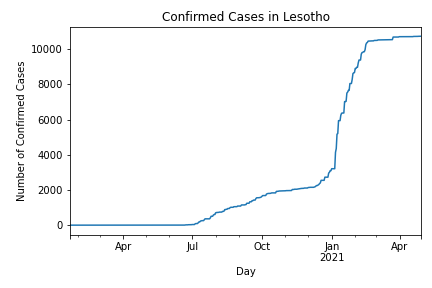 Confirmed Cases in Lesotho
Number of Confirmed Cases
10000
8000
6000
4000
2000
0
Apr
Jul
Oct
Jan
2021
Apr
Day